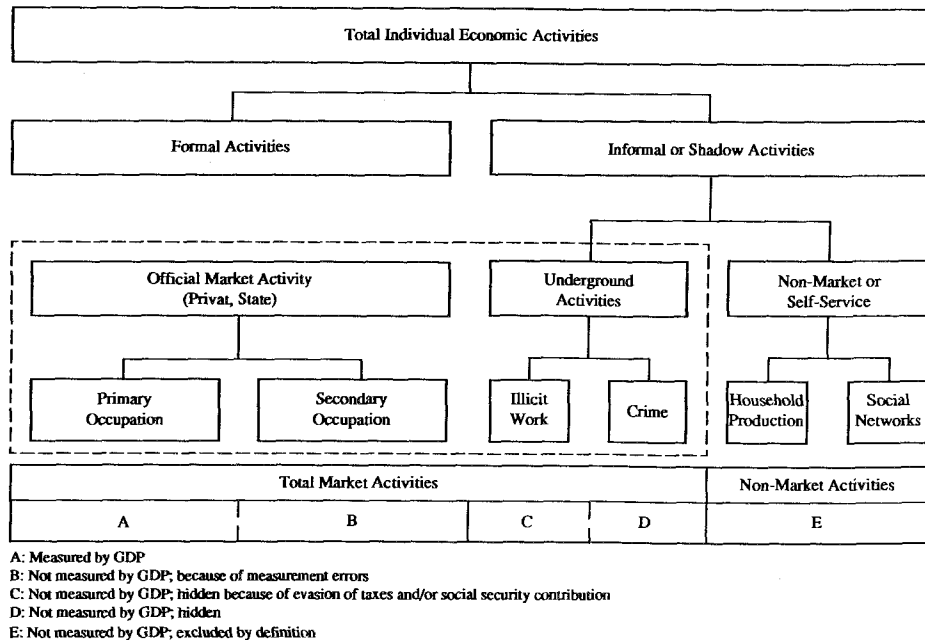 Total Individual Economic Activities
Formal Activities
Informal or Shadow Activities
Official Market Activity
(Privat, State)
Underground
Activities
Non-Market or
Self-Service
Primary
Occupation
Secondary
Occupation
Illicit
Work
Crime
Household
Production
Social
Networks
Total Market Activities
Non-Market Activities
A
B
C
D
E
A: Measured by GDP
B: Not measured by GDP; because of measurement errors
C: Not measured by GDP; hidden because of evasion of taxes and/or social security contribution
D: Not measured by GDP; hidden
E: Not measured by GDP; excluded by definition